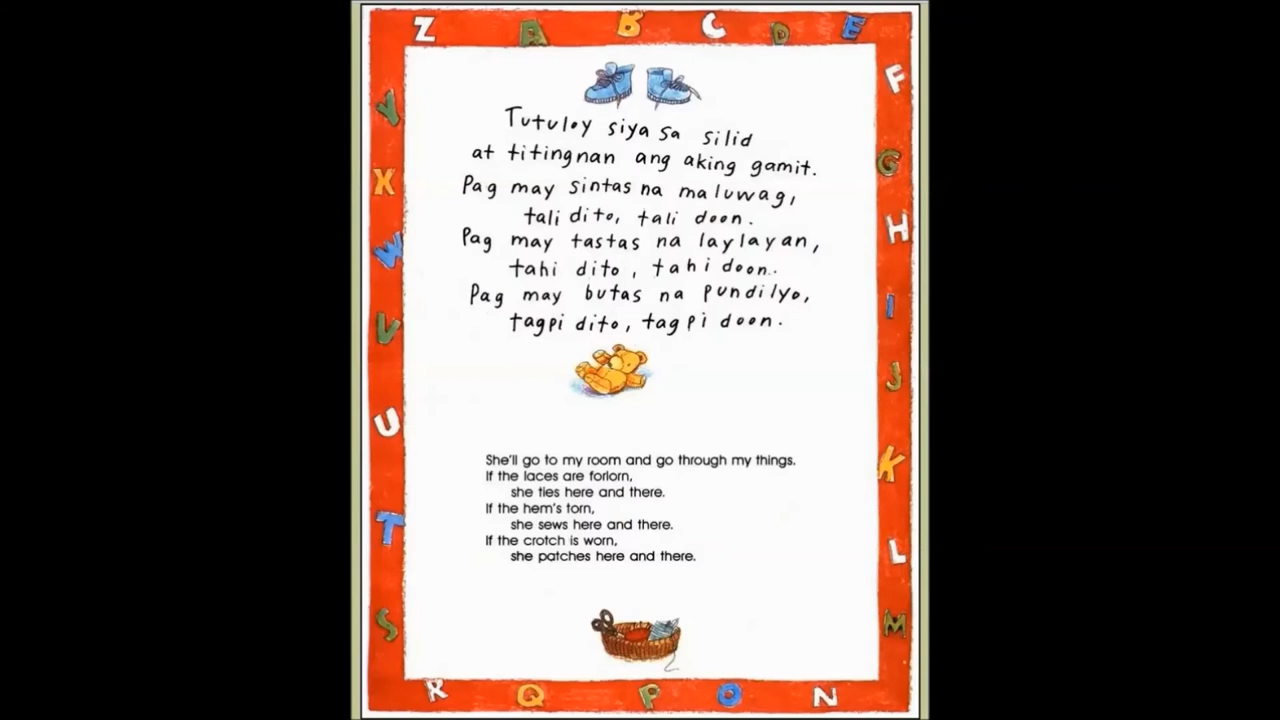 Z A B C D E
F
G
H
I
J
K
L
M
N
O
P
Q
R
S
T
U
V
W
X
Y
Tutuloy siya sa silid
at titingnan ang aking gamit.
Pag may sintas na maluwag,
tali dito, tali doon.
Pag may tastas na laylayan,
tahi dito, tahi doon.
Pag may butas na pundilyo,
tagpi dito, tagpi doon.
She'll go to my room and go through my things.
If the laces are forlorn,
she ties here and there.
If the hem's torn,
she sews here and there.
If the crotch is worn,
she patches here and there.